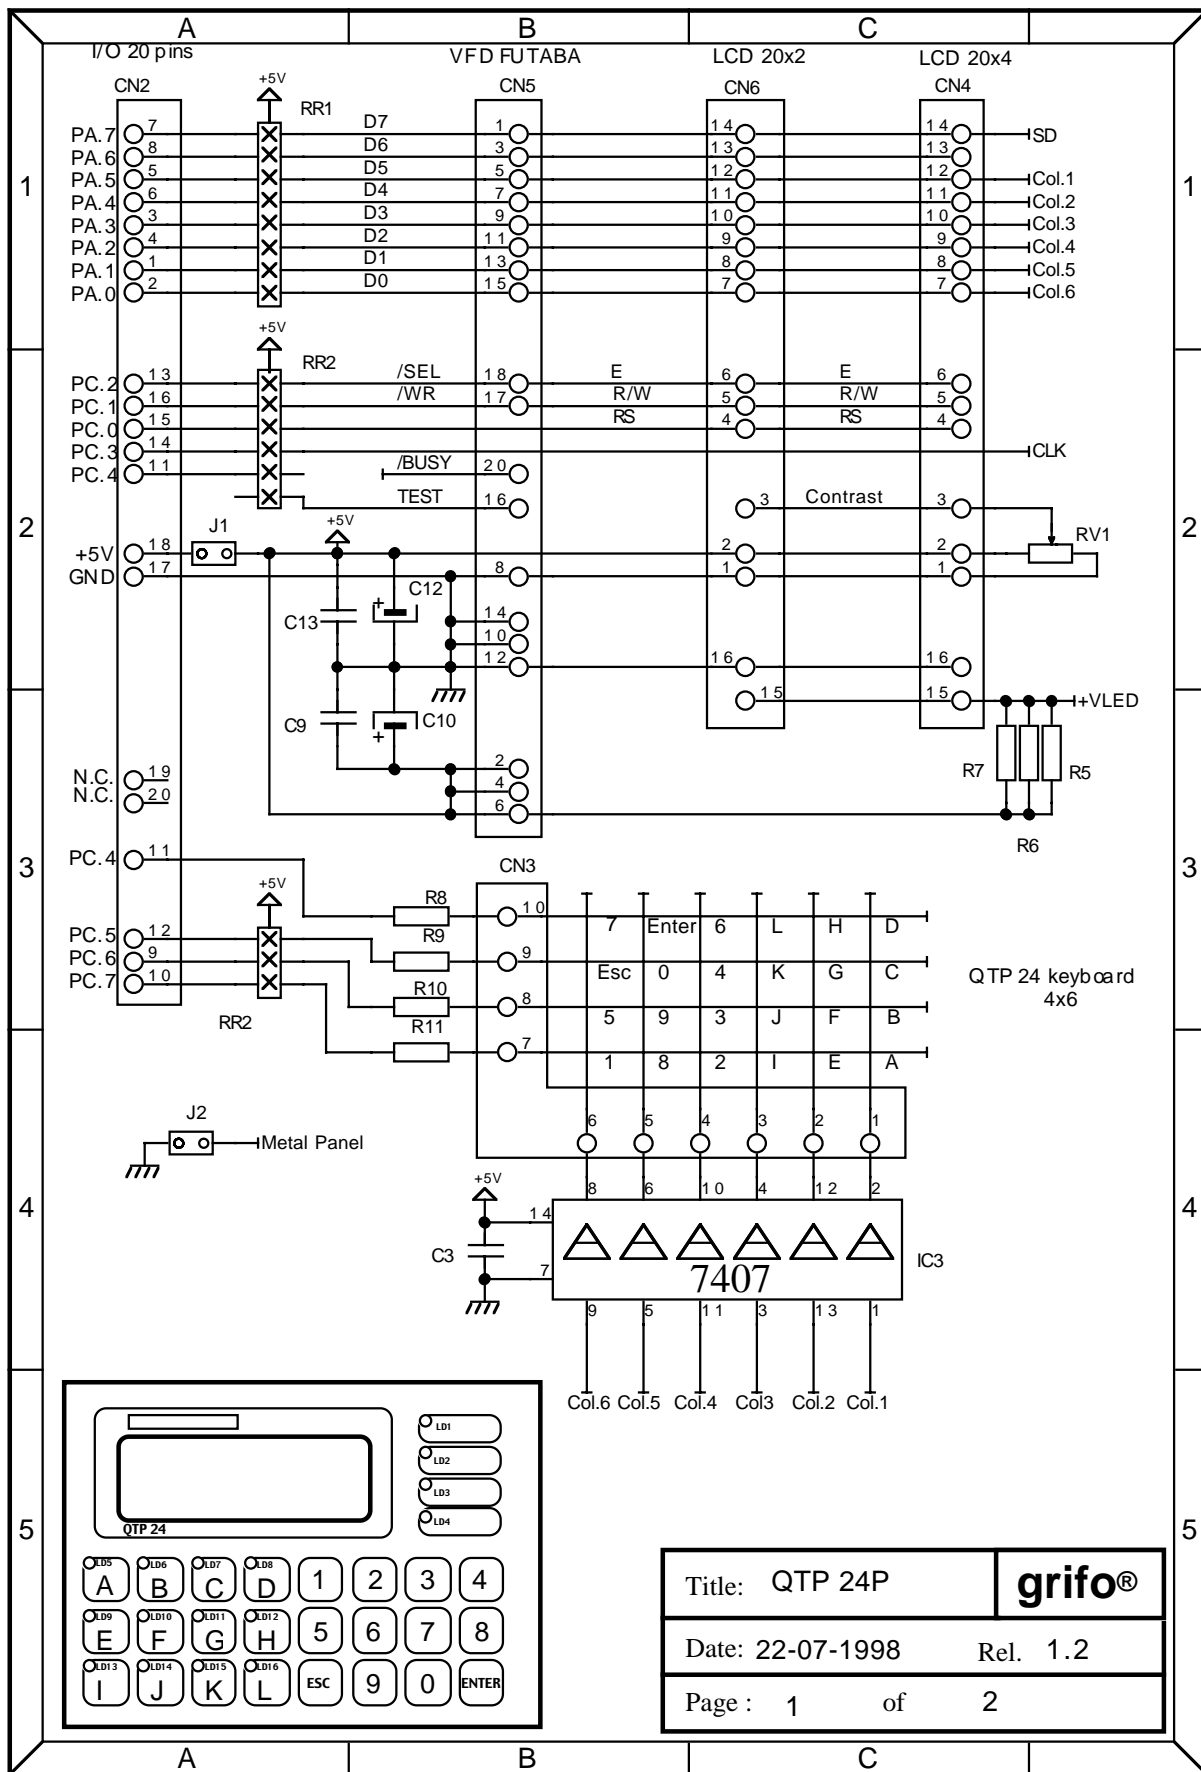 A B C
I/O 20 pins VFD FUTABA LCD 20x2 LCD 20x4
CN2 +5V RR1 CN5 CN6 CN4
PA.7 7 D7 1 14 14 SD
PA.6 8 D6 3 13 13
PA.5 5 D5 5 12 12 Col.1
1 PA.4 6 D4 7 11 11 Col.2 1
PA.3 3 D3 9 10 10 Col.3
PA.2 4 D2 11 9 9 Col.4
PA.1 1 D1 13 8 8 Col.5
PA.0 2 D0 15 7 7 Col.6
+5V RR2
PC.2 13 /SEL 18 E 6 E 6
PC.1 16 /WR 17 R/W 5 R/W 5
PC.0 15 RS 4 RS 4
PC.3 14 CLK
PC.4 11 /BUSY 20
TEST 16 3 Contrast 3
2 J1 +5V RV1 2
+5V 18 2 2
GND 17 8 1 1
C13 + C12 14
10
12 16 16
15 15 +VLED
C9 + C10
R7 R5
N.C. 19 2
N.C. 20 4
6
R6
3 PC.4 11 CN3 3
+5V R8 10 7 Enter 6 L H D
PC.5 12 R9
PC.6 9 9 Esc 0 4 K G C QTP 24 keyboard
PC.7 10 4x6
R10 8 5 9 3 J F B
RR2 R11 7 1 8 2 I E A
J2 6 5 4 3 2 1
Metal Panel
+5V 8 6 10 4 12 2
4 14 4
C3 7 7407 IC3
9 5 11 3 13 1
Col.6 Col.5 Col.4 Col3 Col.2 Col.1
LD1
LD2
LD3
LD4
QTP 24
5 5
LD5 LD6 LD7 LD8
A B C D 1 2 3 4
LD9 LD10 LD11 LD12
E F G H 5 6 7 8
LD13 LD14 LD15 LD16
I J K L ESC 9 0 ENTER
Title: QTP 24P grifo®
Date: 22-07-1998 Rel. 1.2
Page : 1 of 2
A B C